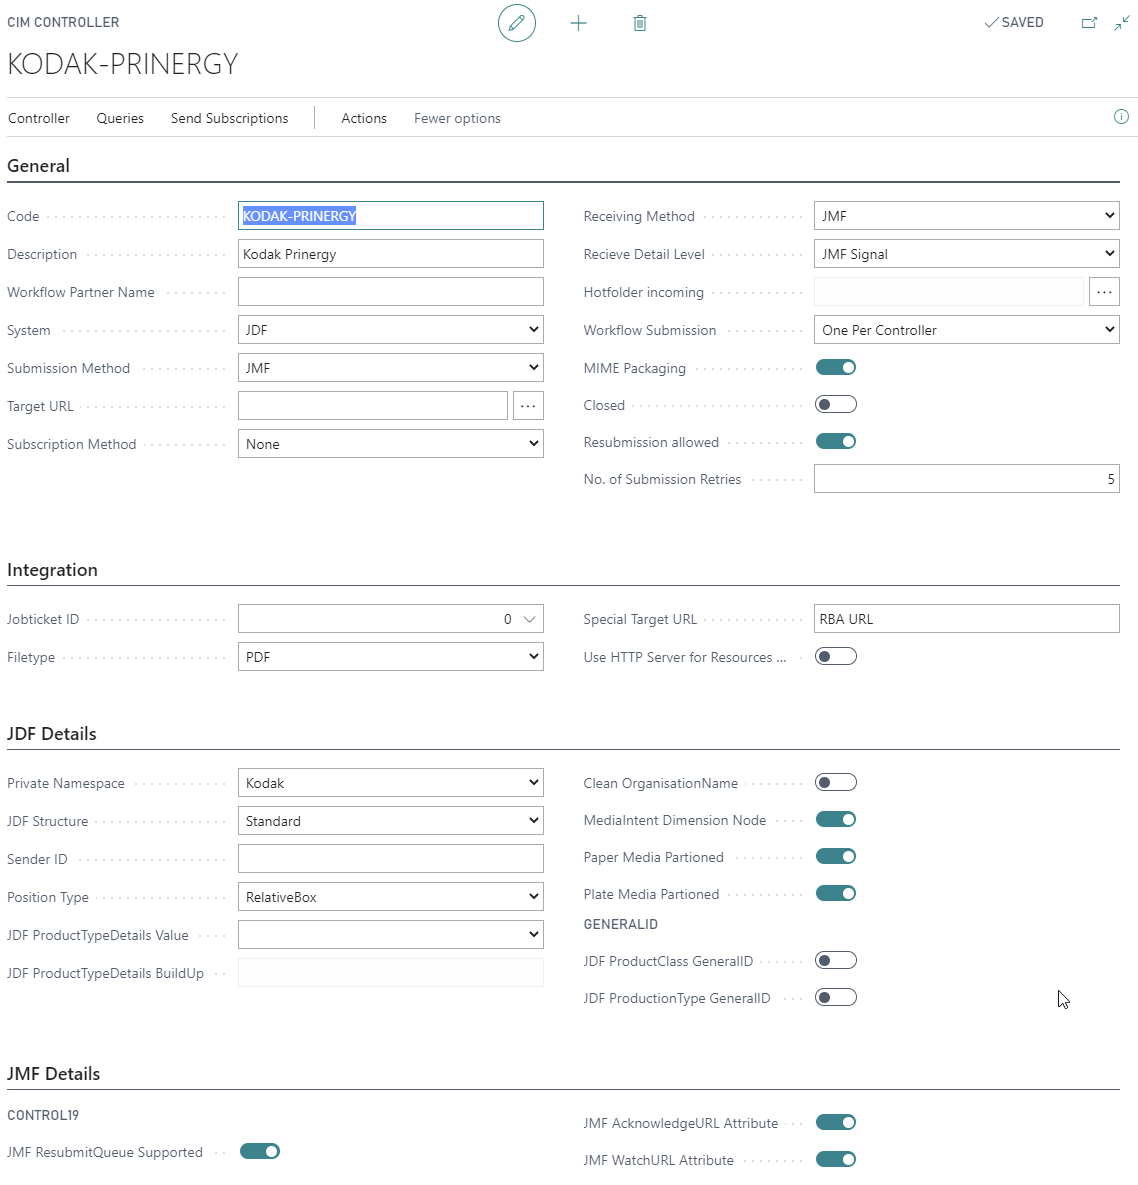 CIM CONTROLLER
SAVED
KODAK-PRINERGY
Controller Queries Send Subscriptions Actions Fewer options
General
Code KODAK-PRINERGY
Description Kodak Prinergy
Workflow Partner Name
System JDF
Submission Method JMF
Target URL ...
Subscription Method None
Receiving Method JMF
Recieve Detail Level JMF Signal
Hotfolder incoming ...
Workflow Submission One Per Controller
MIME Packaging
Closed
Resubmission allowed
No. of Submission Retries 5
Integration
Jobticket ID 0
Filetype PDF
Special Target URL RBA URL
Use HTTP Server for Resources ...
JDF Details
Private Namespace Kodak
JDF Structure Standard
Sender ID
Position Type RelativeBox
JDF ProductTypeDetails Value
JDF ProductTypeDetails BuildUp
Clean OrganisationName
MediaIntent Dimension Node
Paper Media Partioned
Plate Media Partioned
GENERALID
JDF ProductClass GeneralID
JDF ProductionType GeneralID
JMF Details
CONTROL19
JMF ResubmitQueue Supported
JMF AcknowledgeURL Attribute
JMF WatchURL Attribute